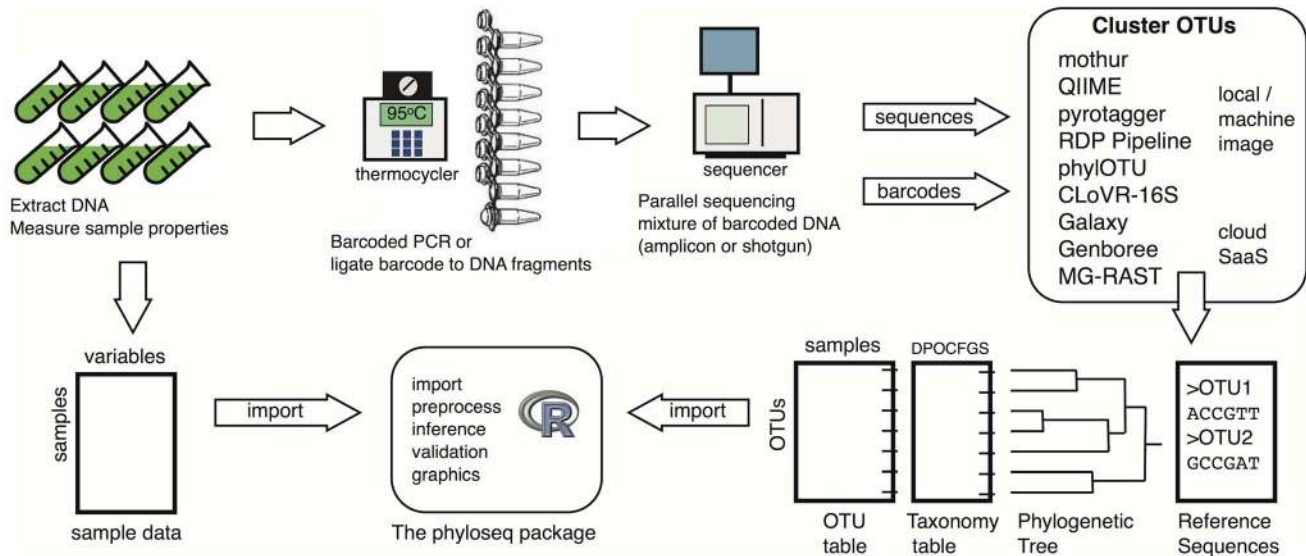 Extract DNA
Measure sample properties
95°C
thermocycler
Barcoded PCR or
ligate barcode to DNA fragments
sequencer
Parallel sequencing
mixture of barcoded DNA
(amplicon or shotgun)
sequences
barcodes
Cluster OTUs
mothur
QIIME
pyrotagger
RDP Pipeline
phylOTU
CLoVR-16S
Galaxy
Genboree
MG-RAST
local /
machine
image
cloud
SaaS
variables
samples
sample data
import
import
preprocess
inference
validation
graphics
R
The phyloseq package
import
samples
OTUs
OTU
table
DPOCFGS
Taxonomy
table
Phylogenetic
Tree
>OTU1
ACCGTT
>OTU2
GCCGAT
Reference
Sequences